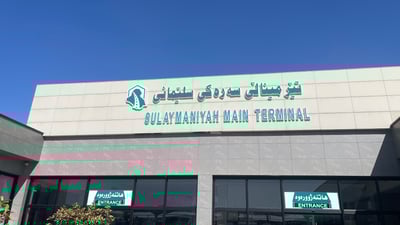 تێرمیناڵی سەرەکی سلێمانی
SULAYMANIYAH MAIN TERMINAL
هاتنەژوورەوە
ENTRANCE
هاتنەژوورەوە
ENTRANCE